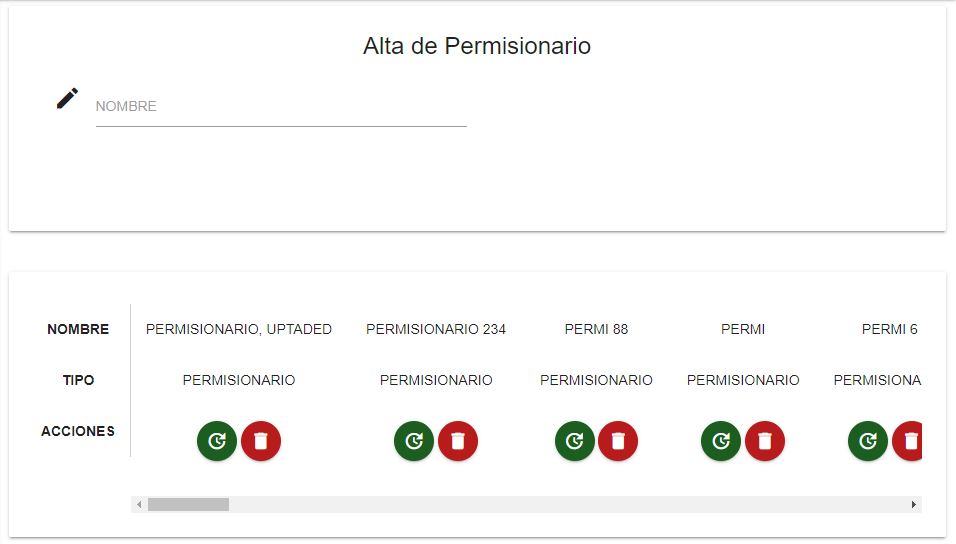 Alta de Permisionario
NOMBRE
NOMBRE PERMISIONARIO, UPTADED PERMISIONARIO 234 PERMI 88 PERMI PERMI 6
TIPO PERMISIONARIO PERMISIONARIO PERMISIONARIO PERMISIONARIO PERMISIONA
ACCIONES